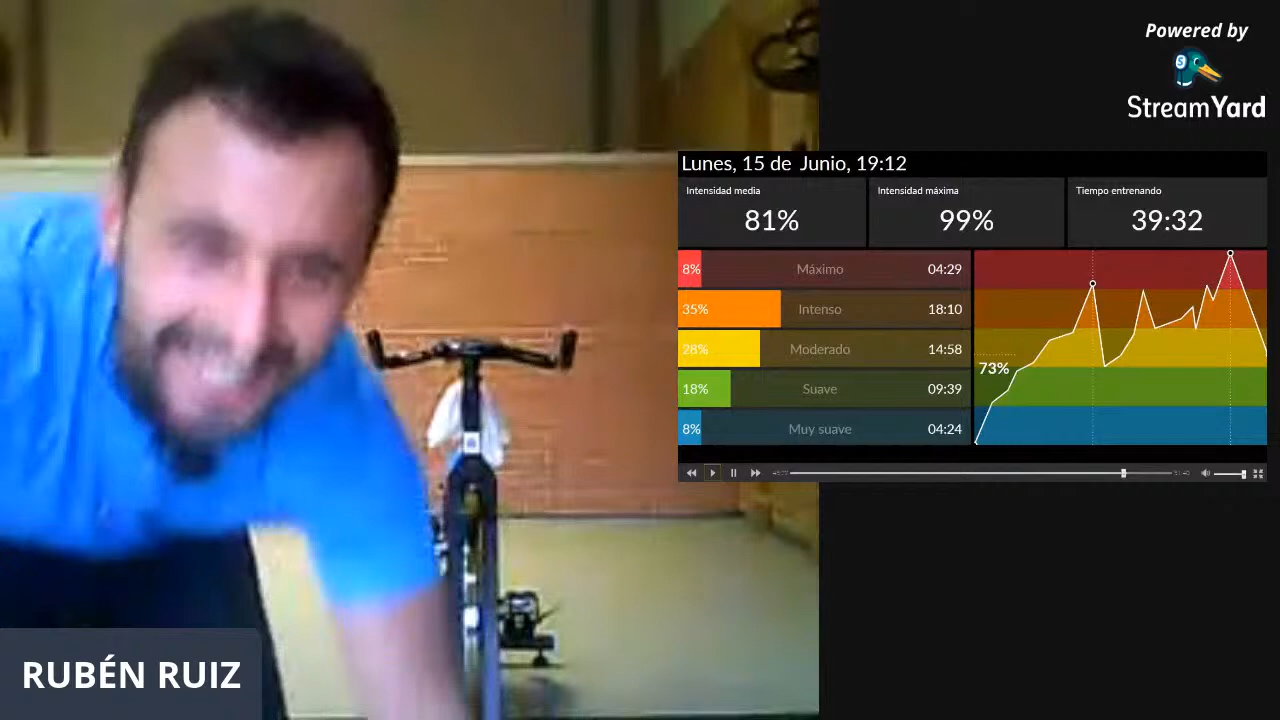 Powered by
StreamYard
Lunes, 15 de Junio, 19:12
Intensidad media
Intensidad máxima
Tiempo entrenando
81%
99%
39:32
8% Máximo 04:29
35% Intenso 18:10
28% Moderado 14:58
18% Suave 09:39
8% Muy suave 04:24
73%
RUBÉN RUIZ